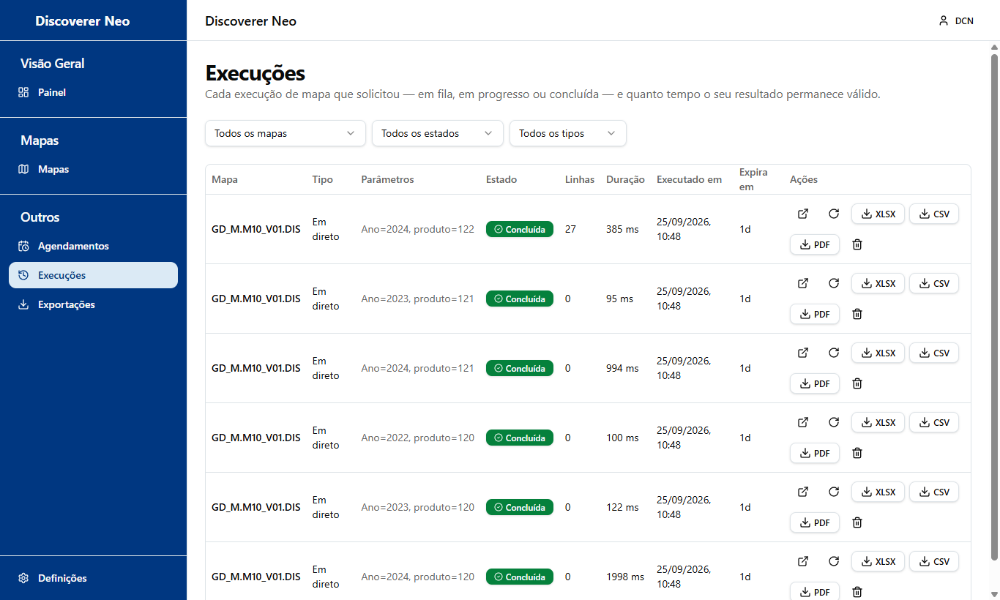 Discoverer Neo
Discoverer Neo
DCN
Visão Geral
Painel
Mapas
Mapas
Outros
Agendamentos
Execuções
Exportações
Definições
Execuções
Cada execução de mapa que solicitou — em fila, em progresso ou concluída — e quanto tempo o seu resultado permanece válido.
Todos os mapas Todos os estados Todos os tipos
Mapa Tipo Parâmetros Estado Linhas Duração Executado em Expira em Ações
GD_M.M10_V01.DIS Em direto Ano=2024, produto=122 Concluída 27 385 ms 25/09/2026, 10:48 1d XLSX CSV
PDF
GD_M.M10_V01.DIS Em direto Ano=2023, produto=121 Concluída 0 95 ms 25/09/2026, 10:48 1d XLSX CSV
PDF
GD_M.M10_V01.DIS Em direto Ano=2024, produto=121 Concluída 0 994 ms 25/09/2026, 10:48 1d XLSX CSV
PDF
GD_M.M10_V01.DIS Em direto Ano=2022, produto=120 Concluída 0 100 ms 25/09/2026, 10:48 1d XLSX CSV
PDF
GD_M.M10_V01.DIS Em direto Ano=2023, produto=120 Concluída 0 122 ms 25/09/2026, 10:48 1d XLSX CSV
PDF
GD_M.M10_V01.DIS Em direto Ano=2024, produto=120 Concluída 0 1998 ms 25/09/2026, 10:48 1d XLSX CSV
PDF